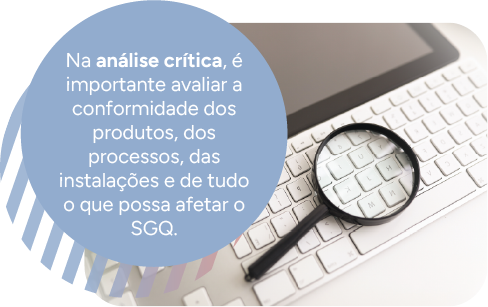 Na análise crítica, é
importante avaliar a
conformidade dos
produtos, dos
processos, das
instalações e de tudo
o que possa afetar o
SGQ.